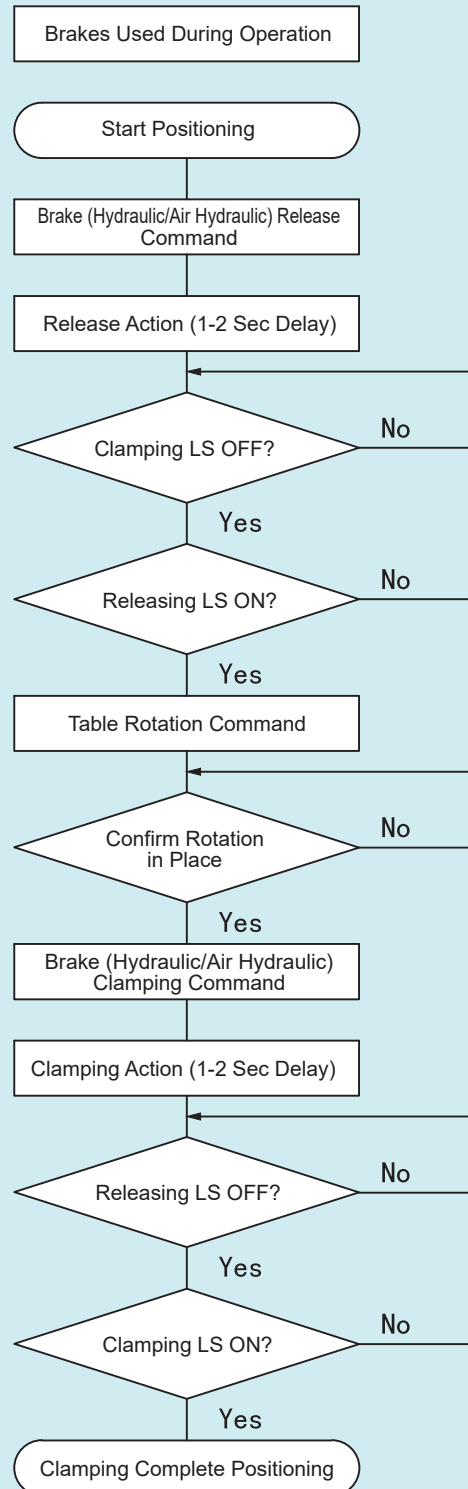 Brakes Used During Operation
Start Positioning
Brake (Hydraulic/Air Hydraulic) Release
Command
Release Action (1-2 Sec Delay)
Clamping LS OFF?
No
Yes
Releasing LS ON?
No
Yes
Table Rotation Command
Confirm Rotation
in Place
No
Yes
Brake (Hydraulic/Air Hydraulic)
Clamping Command
Clamping Action (1-2 Sec Delay)
Releasing LS OFF?
No
Yes
Clamping LS ON?
No
Yes
Clamping Complete Positioning